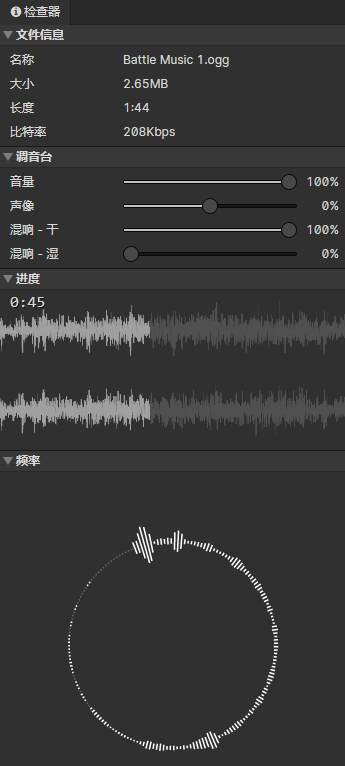 检查器
文件信息
名称 Battle Music 1.ogg
大小 2.65MB
长度 1:44
比特率 208Kbps
调音台
音量 100%
声像 0%
混响 - 干 100%
混响 - 湿 0%
进度
0:45
频率